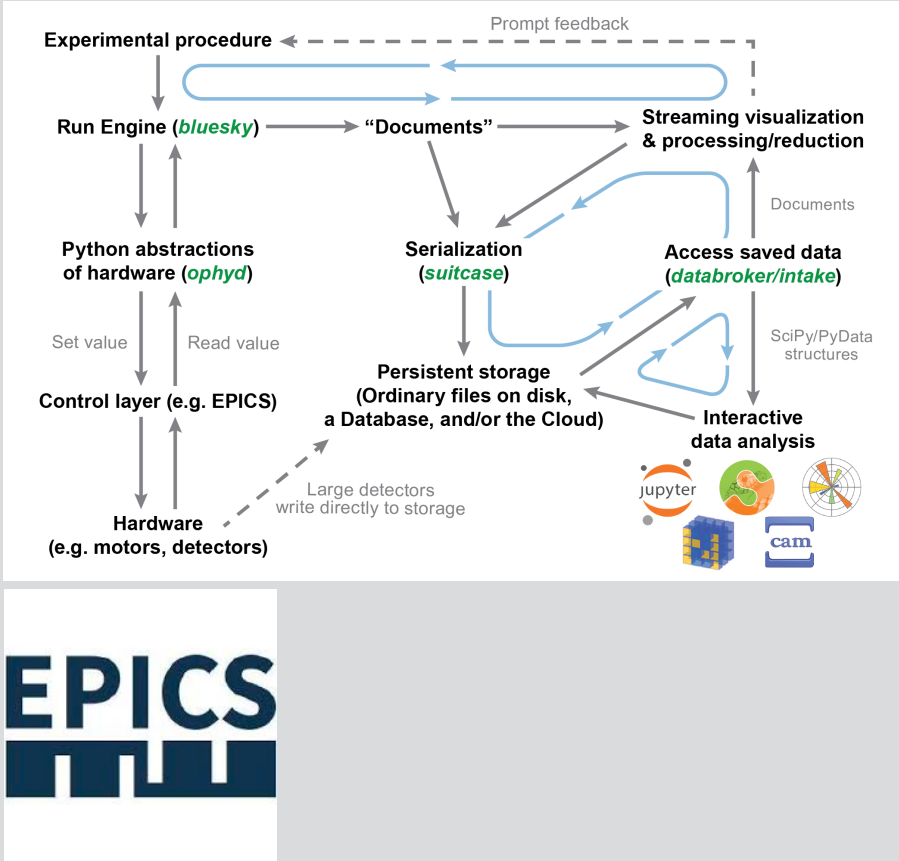 Prompt feedback
Experimental procedure
Run Engine (bluesky)
“Documents”
Streaming visualization
& processing/reduction
Documents
Python abstractions
of hardware (ophyd)
Serialization
(suitcase)
Access saved data
(databroker/intake)
Set value
Read value
SciPy/PyData
structures
Control layer (e.g. EPICS)
Persistent storage
(Ordinary files on disk,
a Database, and/or the Cloud)
Interactive
data analysis
Large detectors
write directly to storage
Hardware
(e.g. motors, detectors)
jupyter
cam
EPICS